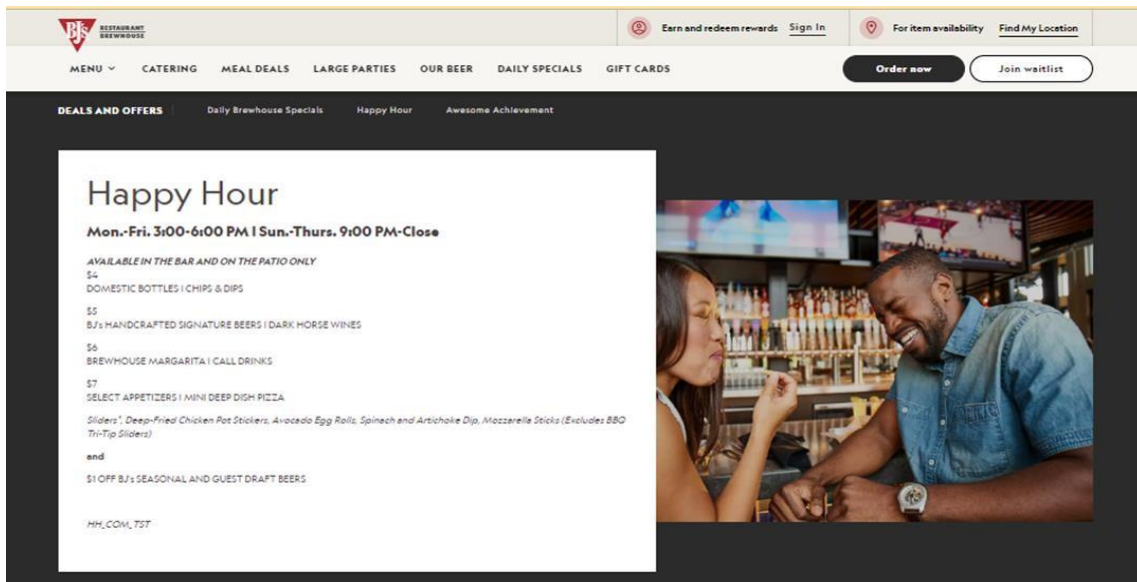 BJ's RESTAURANT
BREWHOUSE
Earn and redeem rewards Sign In
For item availability Find My Location
MENU CATERING MEAL DEALS LARGE PARTIES OUR BEER DAILY SPECIALS GIFT CARDS
Order now Join waitlist
DEALS AND OFFERS Daily Brewhouse Specials Happy Hour Awesome Achievement
Happy Hour
Mon.-Fri. 3:00-6:00 PM | Sun.-Thurs. 9:00 PM-Close
AVAILABLE IN THE BAR AND ON THE PATIO ONLY
$4
DOMESTIC BOTTLES | CHIPS & DIPS
$5
BJ's HANDCRAFTED SIGNATURE BEERS | DARK HORSE WINES
$6
BREWHOUSE MARGARITA | CALL DRINKS
$7
SELECT APPETIZERS | MINI DEEP DISH PIZZA
Sliders*, Deep-Fried Chicken Pot Stickers, Avocado Egg Rolls, Spinach and Artichoke Dip, Mozzarella Sticks (Excludes BBQ
Tri-Tip Sliders)
and
$1 OFF BJ's SEASONAL AND GUEST DRAFT BEERS
HH_COM_TST